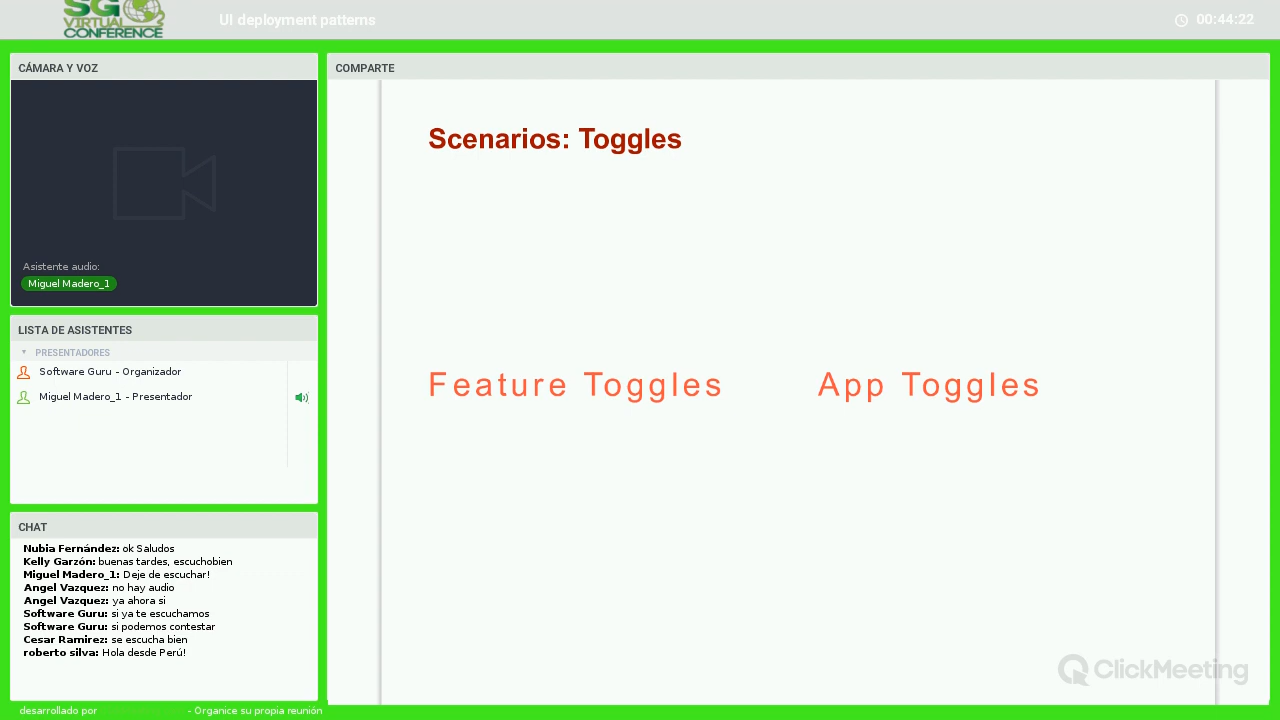 SG
VIRTUAL
CONFERENCE
UI deployment patterns
00:44:22
CÁMARA Y VOZ
Asistente audio:
Miguel Madero_1
LISTA DE ASISTENTES
PRESENTADORES
Software Guru - Organizador
Miguel Madero_1 - Presentador
CHAT
Nubia Fernández: ok Saludos
Kelly Garzón: buenas tardes, escuchobien
Miguel Madero_1: Deje de escuchar!
Angel Vazquez: no hay audio
Angel Vazquez: ya ahora si
Software Guru: si ya te escuchamos
Software Guru: si podemos contestar
Cesar Ramirez: se escucha bien
roberto silva: Hola desde Perú!
desarrollado por - Organice su propia reunión
COMPARTE
Scenarios: Toggles
Feature Toggles
App Toggles
ClickMeeting